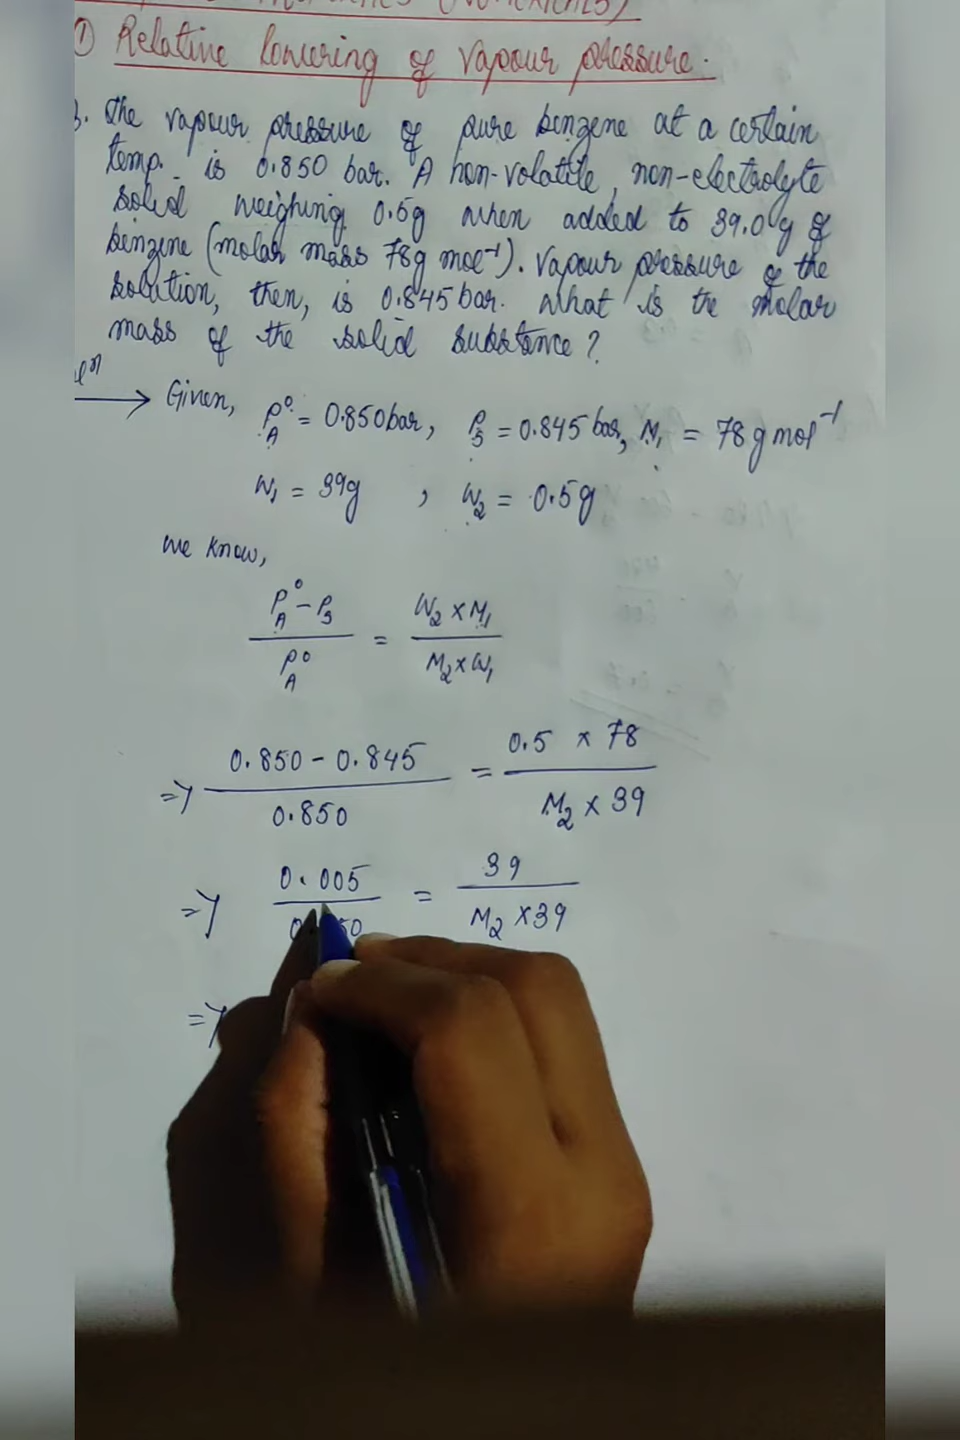 ① Relative lowering of vapour pressure.
3. The vapour pressure of pure benzene at a certain
temp. is 0.850 bar. A non-volatile, non-electrolyte
solid weighing 0.5g when added to 39.0g of
benzene (molar mass 78g mol⁻¹). Vapour pressure of the
solution, then, is 0.845 bar. What is the molar
mass of the solid substance?
Given,
P°A = 0.850bar, Ps = 0.845 bar, M₁ = 78g mol⁻¹
W₁ = 39g , W₂ = 0.5g
we know,
P°A - Ps / P°A = W₂ × M₁ / M₂ × W₁
=> 0.850 - 0.845 / 0.850 = 0.5 × 78 / M₂ × 39
=> 0.005 / 0.850 = 39 / M₂ × 39
=>